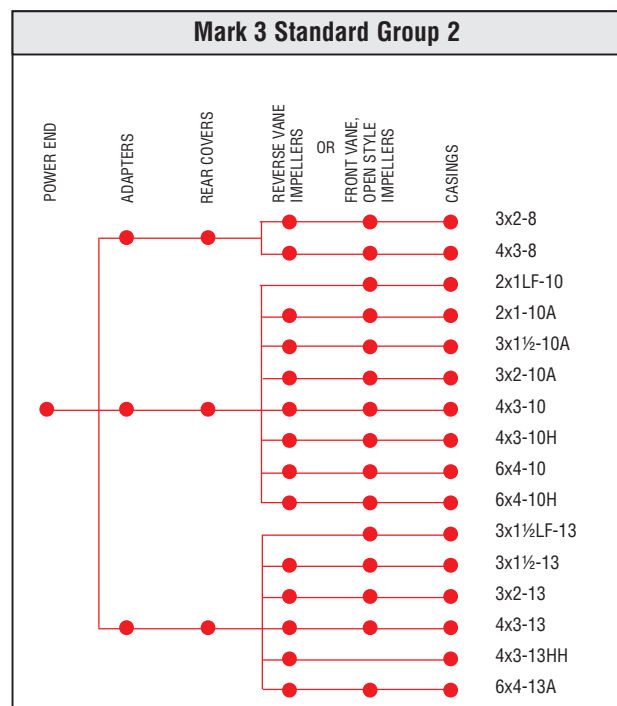 Mark 3 Standard Group 2
POWER END
ADAPTERS
REAR COVERS
REVERSE VANE
IMPELLERS
OR
FRONT VANE,
OPEN STYLE
IMPELLERS
CASINGS
3x2-8
4x3-8
2x1LF-10
2x1-10A
3x1½-10A
3x2-10A
4x3-10
4x3-10H
6x4-10
6x4-10H
3x1½LF-13
3x1½-13
3x2-13
4x3-13
4x3-13HH
6x4-13A